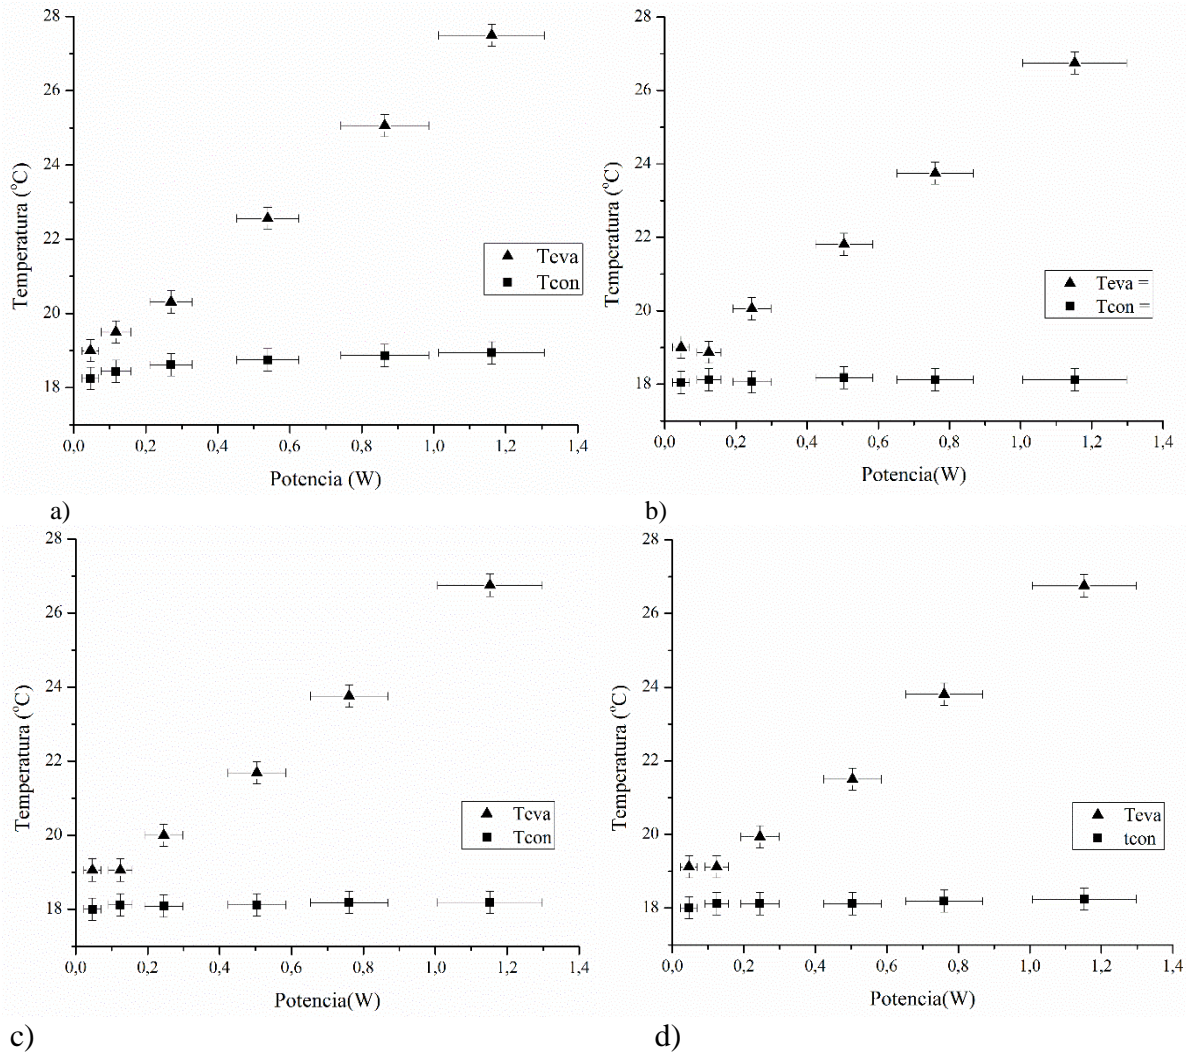 28
26
24
22
20
18
Temperatura (°C)
Teva
Tcon
0,0 0,2 0,4 0,6 0,8 1,0 1,2 1,4
Potencia (W)
a)
28
26
24
22
20
18
Temperatura (°C)
Teva =
Tcon =
0,0 0,2 0,4 0,6 0,8 1,0 1,2 1,4
Potencia(W)
b)
28
26
24
22
20
18
Temperatura (°C)
Teva
Tcon
0,0 0,2 0,4 0,6 0,8 1,0 1,2 1,4
Potencia(W)
c)
28
26
24
22
20
18
Temperatura (°C)
Teva
tcon
0,0 0,2 0,4 0,6 0,8 1,0 1,2 1,4
Potencia(W)
d)